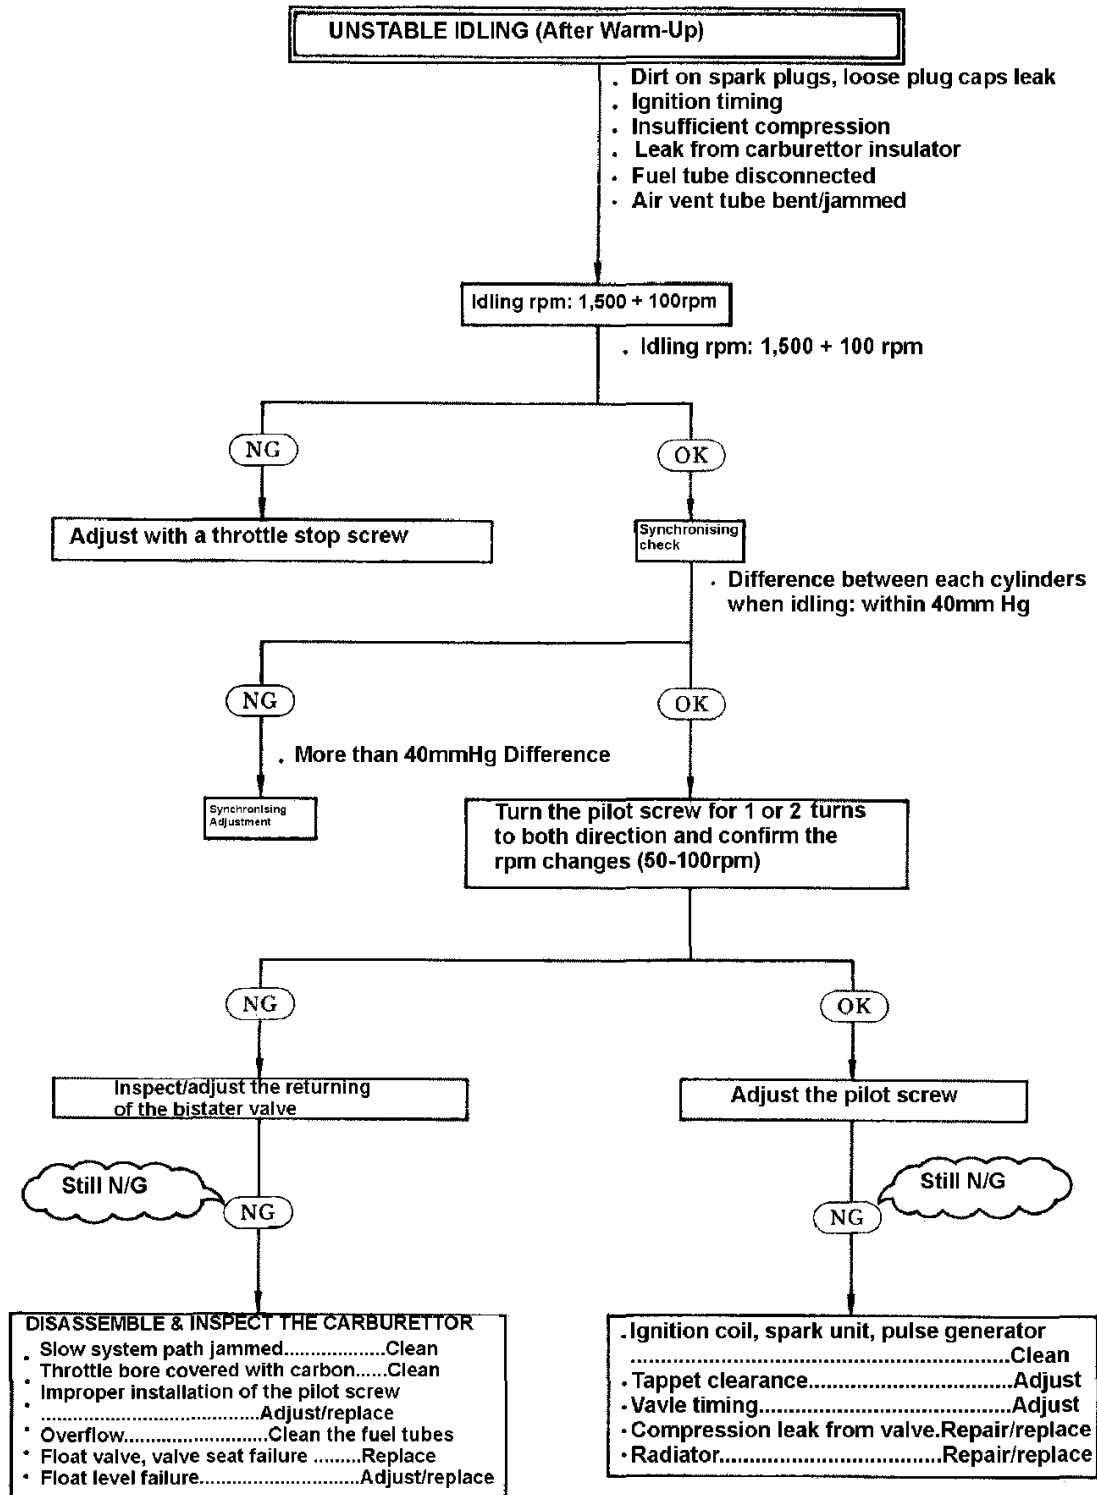 UNSTABLE IDLING (After Warm-Up)
. Dirt on spark plugs, loose plug caps leak
. Ignition timing
. Insufficient compression
. Leak from carburettor insulator
· Fuel tube disconnected
· Air vent tube bent/jammed
Idling rpm: 1,500 + 100rpm
. Idling rpm: 1,500 + 100 rpm
NG
OK
Adjust with a throttle stop screw
Synchronising
check
· Difference between each cylinders
when idling: within 40mm Hg
NG
OK
. More than 40mmHg Difference
Synchronising
Adjustment
Turn the pilot screw for 1 or 2 turns
to both direction and confirm the
rpm changes (50-100rpm)
NG
OK
Inspect/adjust the returning
of the bistater valve
Adjust the pilot screw
Still N/G
NG
Still N/G
NG
DISASSEMBLE & INSPECT THE CARBURETTOR
. Slow system path jammed..................Clean
· Throttle bore covered with carbon......Clean
· Improper installation of the pilot screw
.......................................Adjust/replace
· Overflow..........................Clean the fuel tubes
· Float valve, valve seat failure .........Replace
· Float level failure.............................Adjust/replace
.Ignition coil, spark unit, pulse generator
....................................................................Clean
·Tappet clearance.....................................Adjust
·Vavle timing.............................................Adjust
·Compression leak from valve.Repair/replace
·Radiator........................................Repair/replace